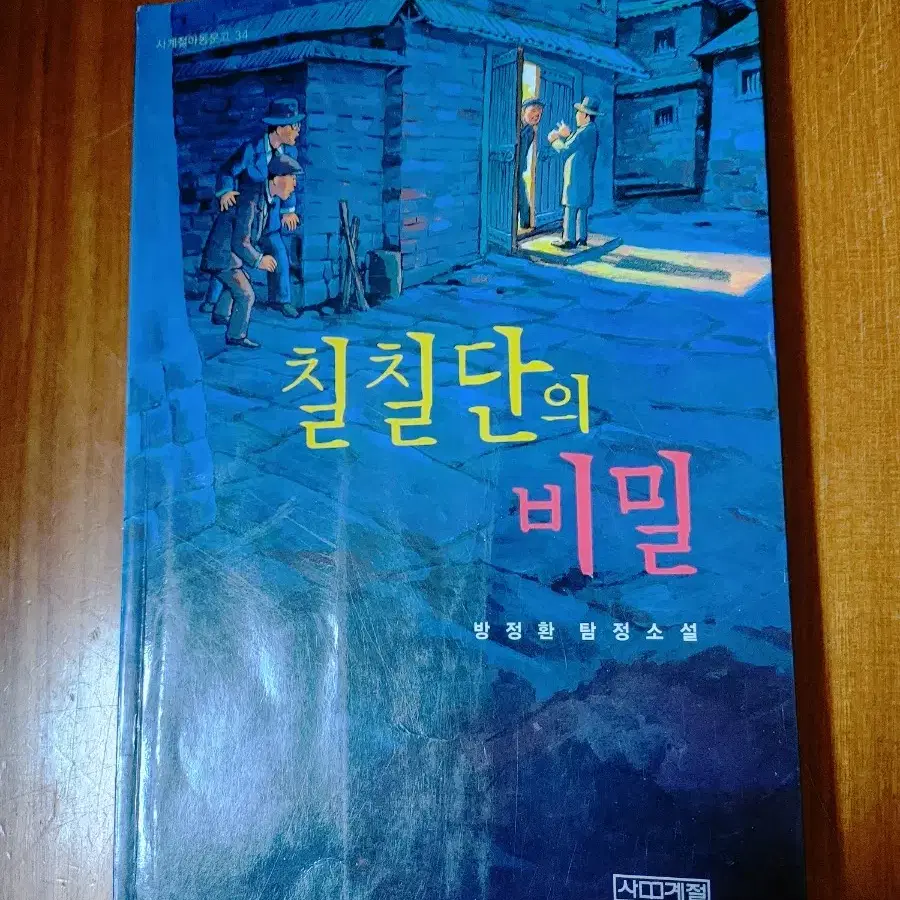 사계절아동문고 34
칠칠단의
비밀
방정환 탐정소설
사계절